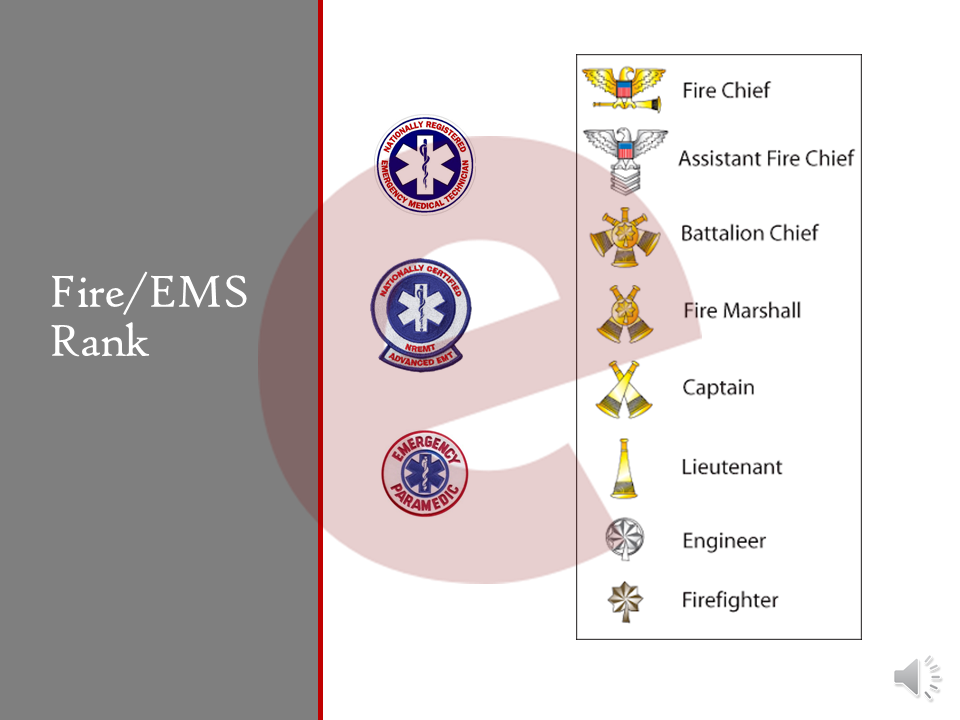 Fire/EMS
Rank
NATIONALLY REGISTERED
EMERGENCY MEDICAL TECHNICIAN
NATIONALLY CERTIFIED
NREMT
ADVANCED EMT
EMERGENCY
PARAMEDIC
e
Fire Chief
Assistant Fire Chief
Battalion Chief
Fire Marshall
Captain
Lieutenant
Engineer
Firefighter